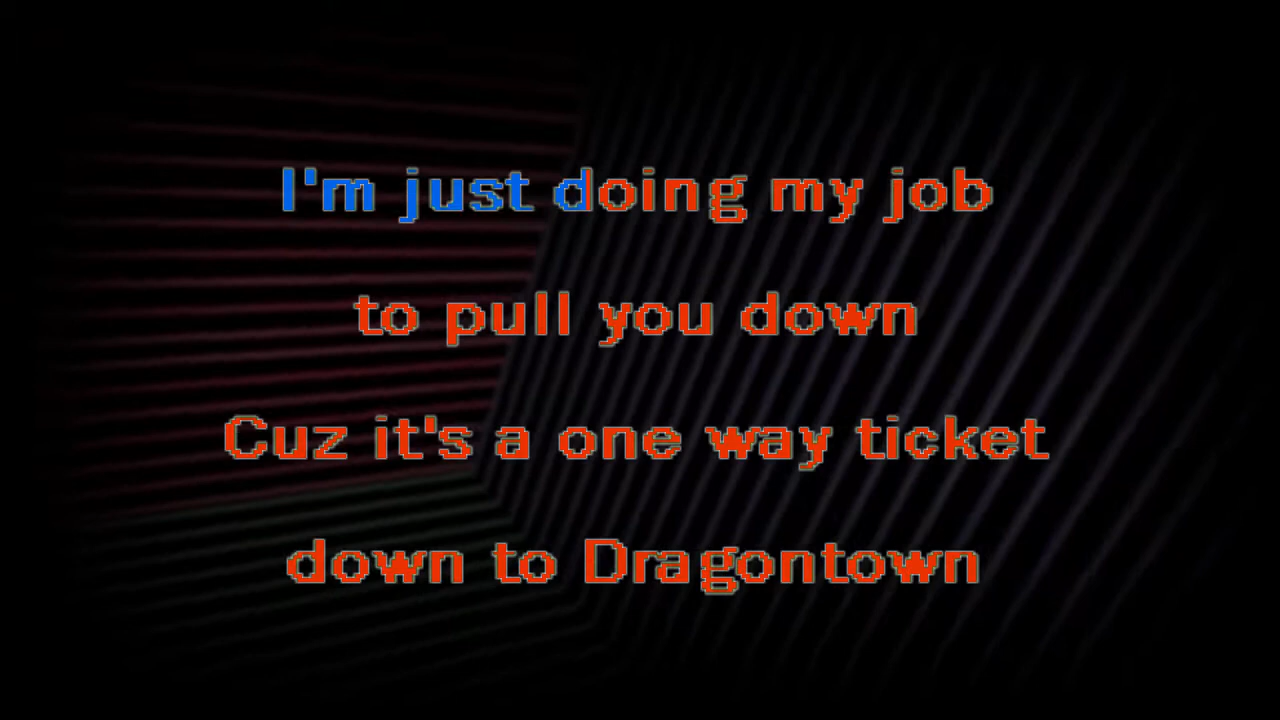 I'm just doing my job
to pull you down
Cuz it's a one way ticket
down to Dragontown